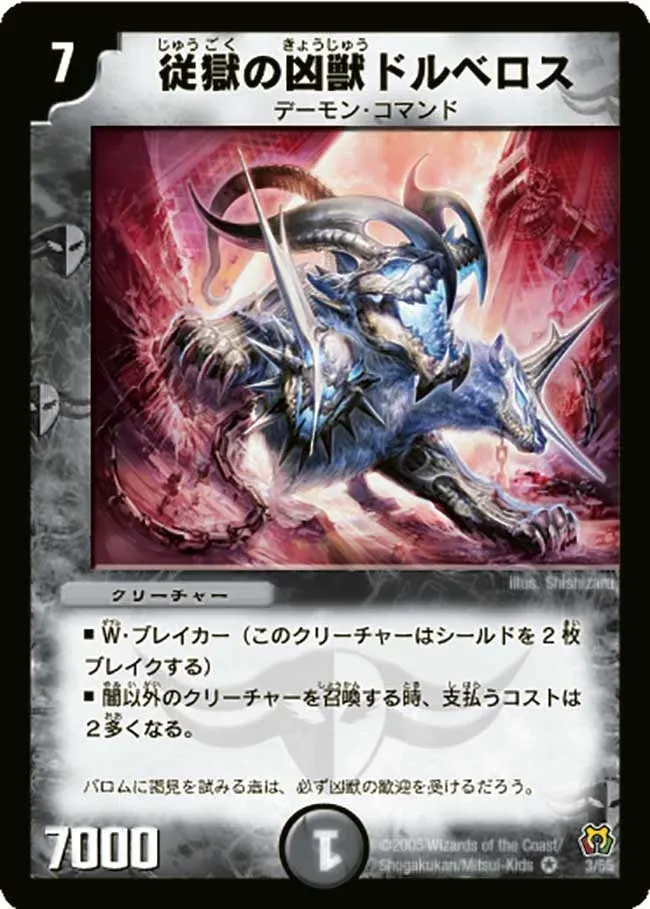 7
じゅうごく きょうじゅう
従獄の凶獣ドルベロス
デーモン・コマンド
illus. Shishizaru
クリーチャー
■ W・ブレイカー（このクリーチャーはシールドを２枚
ブレイクする）
■ 闇以外のクリーチャーを召喚する時、支払うコストは
２多くなる。
バロムに謁見を試みる者は、必ず凶獣の歓迎を受けるだろう。
7000
1
©2005 Wizards of the Coast/
Shogakukan/Mitsui-Kids
3/55